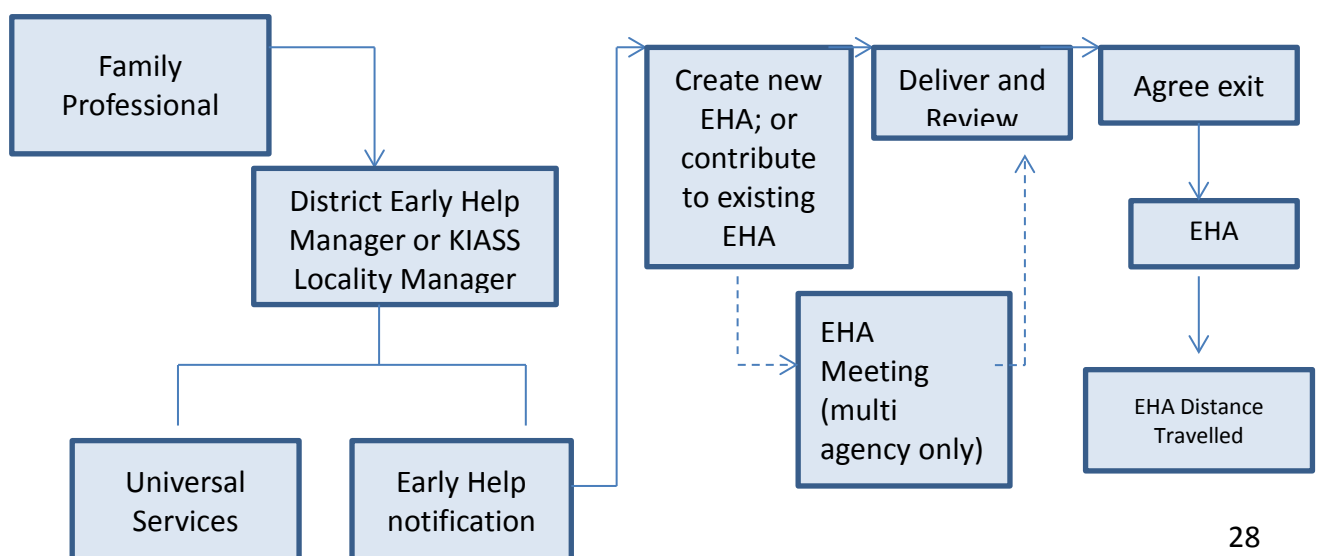 Family
Professional
District Early Help
Manager or KIASS
Locality Manager
Universal
Services
Early Help
notification
Create new
EHA; or
contribute
to existing
EHA
EHA
Meeting
(multi
agency only)
Deliver and
Review
Agree exit
EHA
EHA Distance
Travelled
28